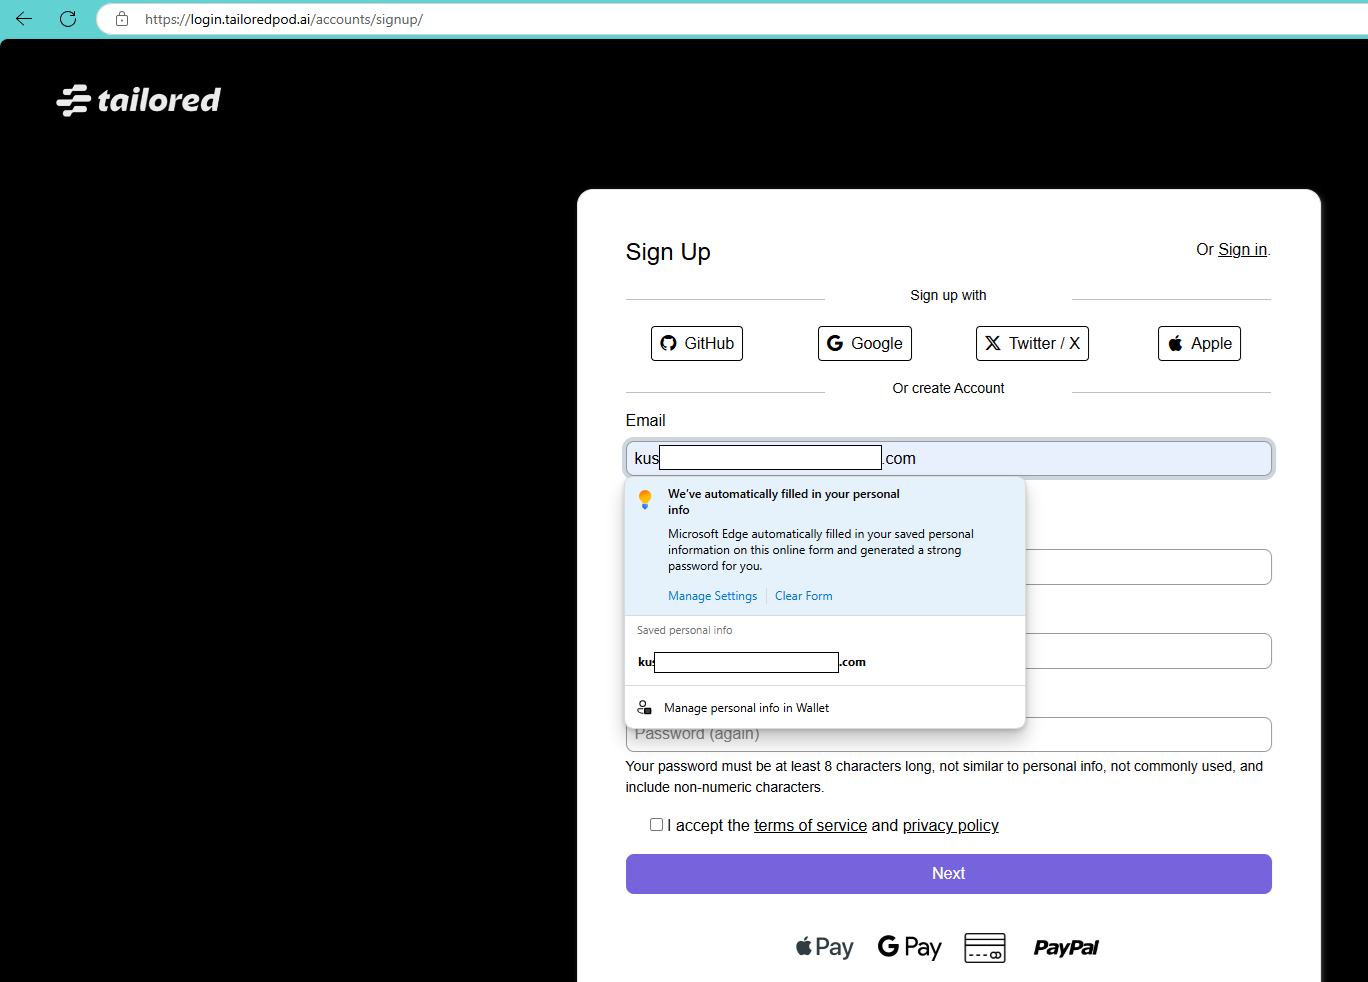 https://login.tailoredpod.ai/accounts/signup/
tailored
Sign Up
Or Sign in.
Sign up with
GitHub
Google
Twitter / X
Apple
Or create Account
Email
kus .com
We've automatically filled in your personal
info
Microsoft Edge automatically filled in your saved personal
information on this online form and generated a strong
password for you.
Manage Settings
Clear Form
Saved personal info
kus .com
Manage personal info in Wallet
Password (again)
Your password must be at least 8 characters long, not similar to personal info, not commonly used, and
include non-numeric characters.
I accept the terms of service and privacy policy
Next
Pay
G Pay
PayPal